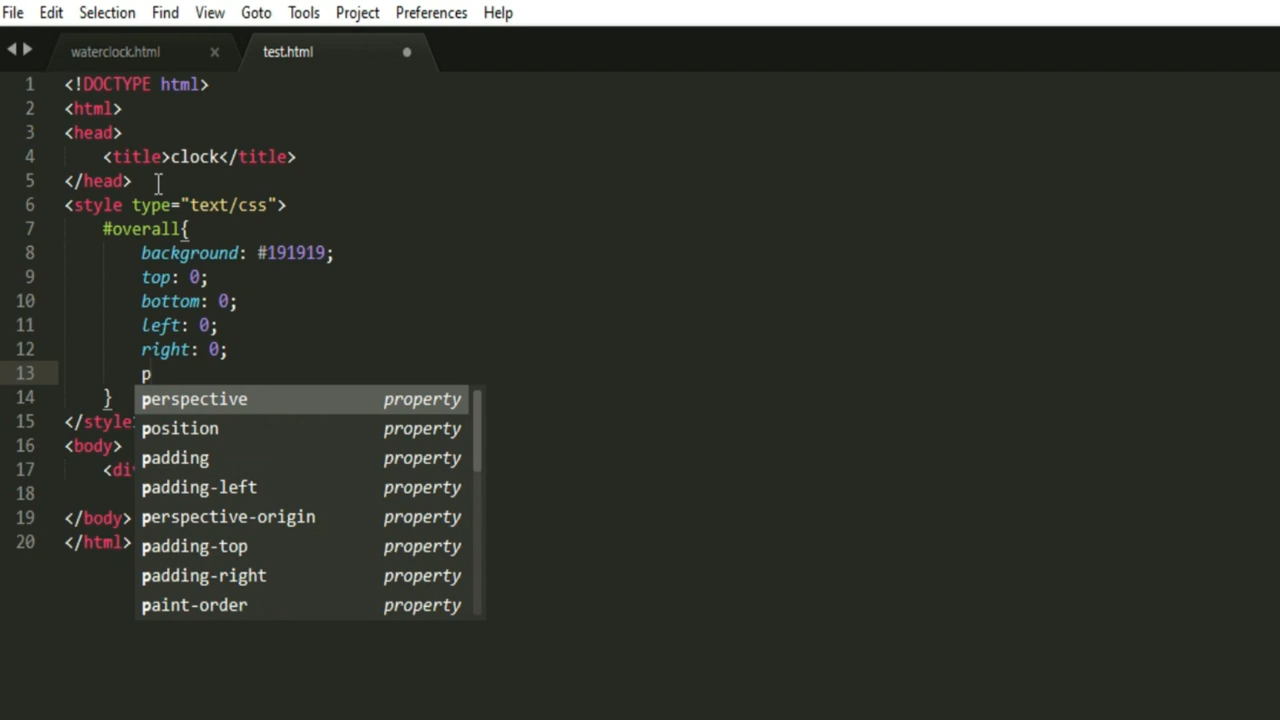 File Edit Selection Find View Goto Tools Project Preferences Help
waterclock.html × test.html
1 <!DOCTYPE html>
2 <html>
3 <head>
4 <title>clock</title>
5 </head>
6 <style type="text/css">
7 #overall{
8 background: #191919;
9 top: 0;
10 bottom: 0;
11 left: 0;
12 right: 0;
13 p
perspective property
14 }
position property
15 </style
16 <body>
padding property
17 <div
padding-left property
18
19 </body>
perspective-origin property
20 </html>
padding-top property
padding-right property
paint-order property